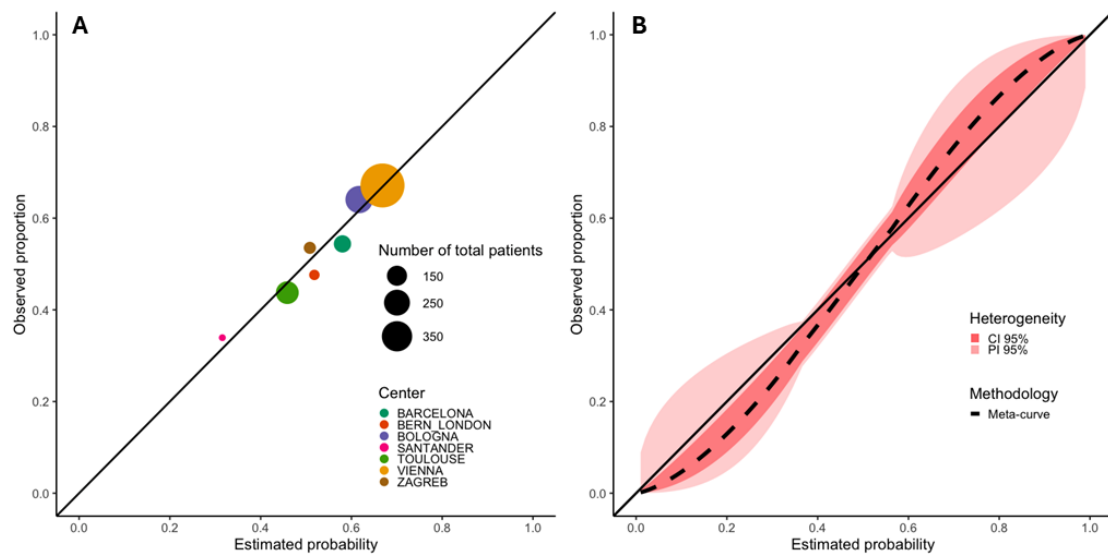 A
1.0
0.8
0.6
0.4
0.2
0.0
Observed proportion
0.0 0.2 0.4 0.6 0.8 1.0
Estimated probability
Number of total patients
150
250
350
Center
BARCELONA
BERN_LONDON
BOLOGNA
SANTANDER
TOULOUSE
VIENNA
ZAGREB
B
1.0
0.8
0.6
0.4
0.2
0.0
Observed proportion
0.0 0.2 0.4 0.6 0.8 1.0
Estimated probability
Heterogeneity
CI 95%
PI 95%
Methodology
Meta-curve